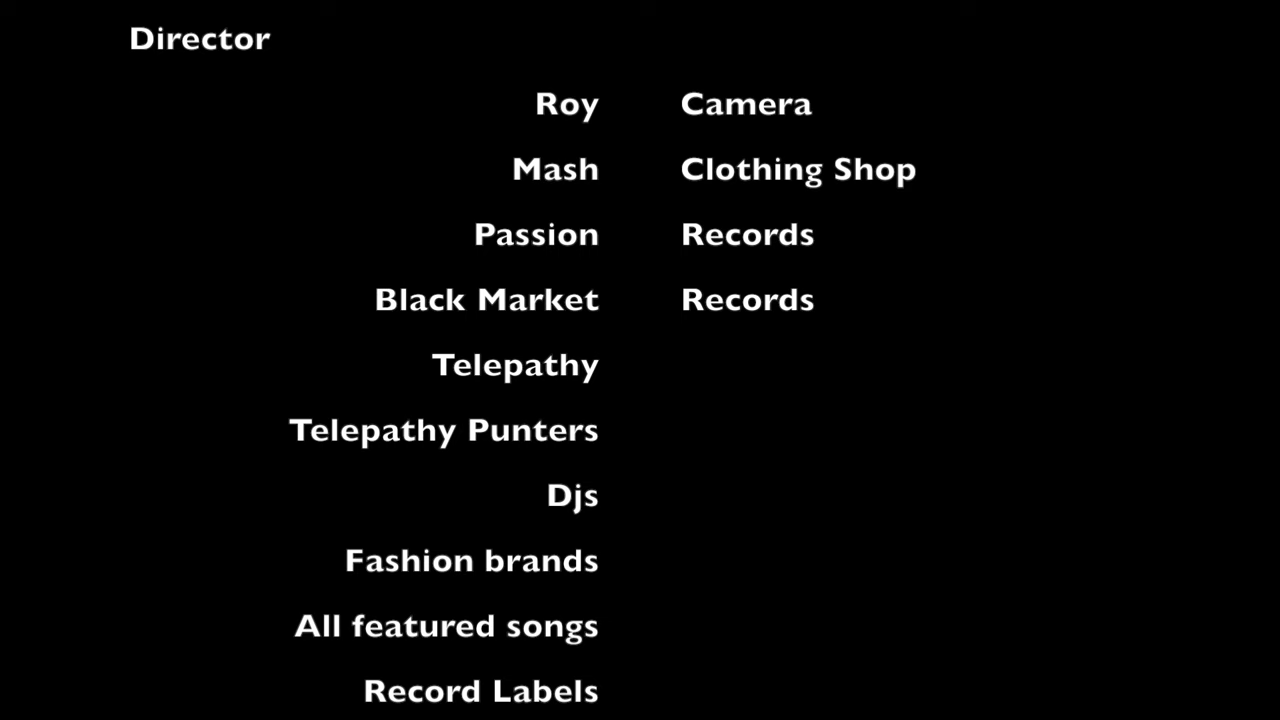 Director
Roy Camera
Mash Clothing Shop
Passion Records
Black Market Records
Telepathy
Telepathy Punters
Djs
Fashion brands
All featured songs
Record Labels